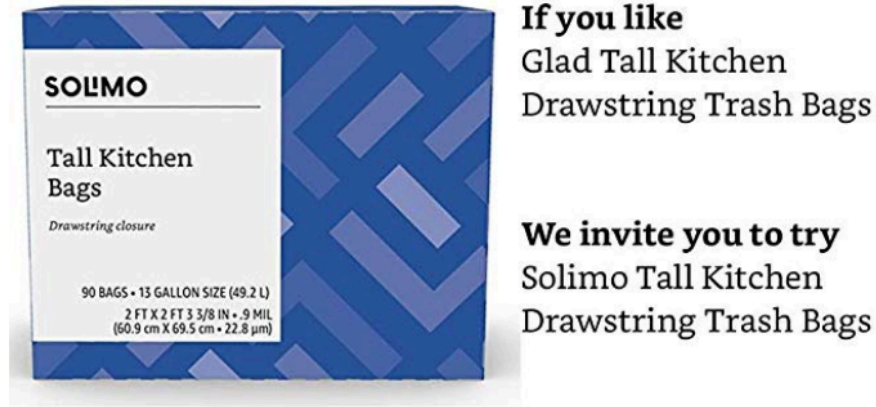 SOLIMO
Tall Kitchen
Bags
Drawstring closure
90 BAGS • 13 GALLON SIZE (49.2 L)
2 FT X 2 FT 3 3/8 IN • .9 MIL
(60.9 cm X 69.5 cm • 22.8 µm)
If you like
Glad Tall Kitchen
Drawstring Trash Bags
We invite you to try
Solimo Tall Kitchen
Drawstring Trash Bags